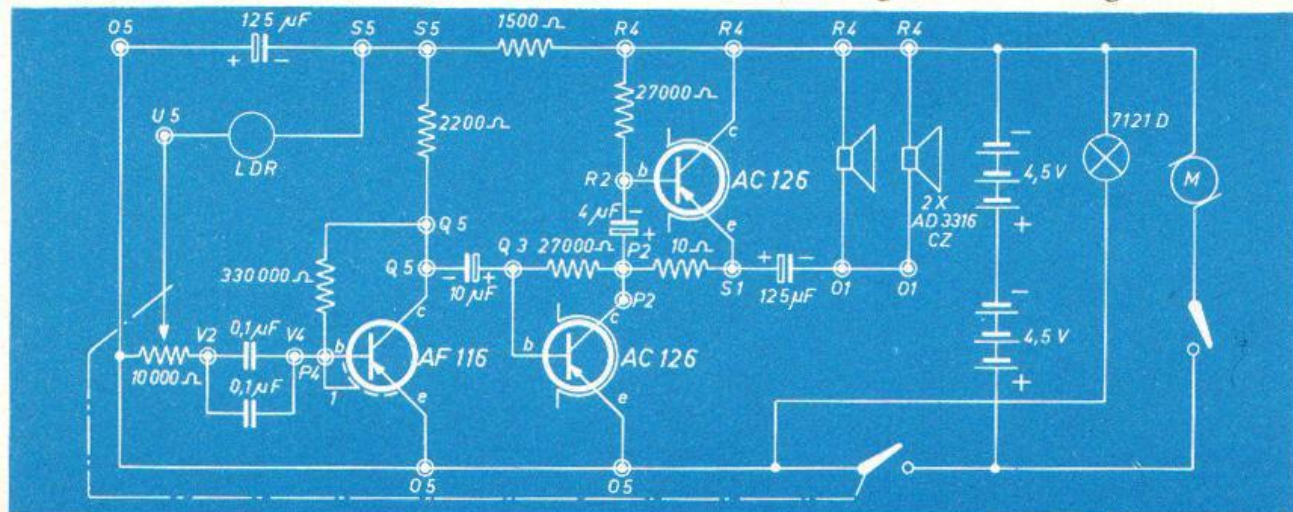 O5
125 µF
S5
S5
1500 Ω
R4
R4
R4
R4
+ -
U5
LDR
2200 Ω
27000 Ω
c
7121 D
-
4,5 V
+
M
R2
b
AC 126
e
4 µF
-
+
2 X
AD 3316
CZ
Q5
330 000 Ω
Q5
- +
10 µF
Q3
27000 Ω
P2
10 Ω
S1
+ -
125 µF
O1
O1
P2
c
c
-
4,5 V
+
V2
0,1 µF
V4
b
AF 116
b
AC 126
10 000 Ω
P4
0,1 µF
1
e
e
O5
O5